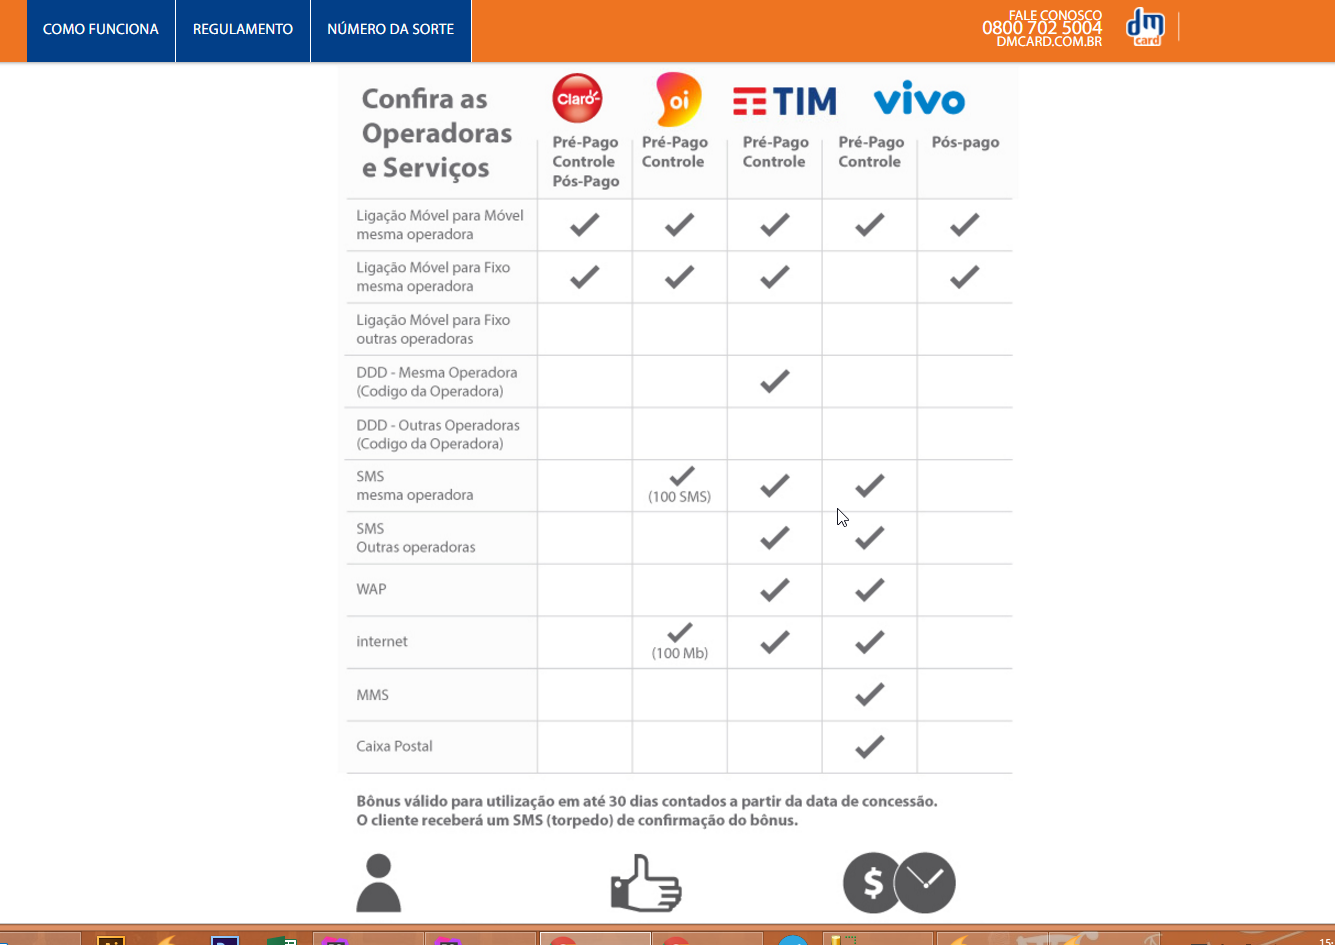 COMO FUNCIONA
REGULAMENTO
NÚMERO DA SORTE
FALE CONOSCO
0800 702 5004
DMCARD.COM.BR
dm
card
Confira as
Operadoras
e Serviços
Claro
oi
TIM
vivo
Pré-Pago
Controle
Pós-Pago
Pré-Pago
Controle
Pré-Pago
Controle
Pré-Pago
Controle
Pós-pago
Ligação Móvel para Móvel
mesma operadora
Ligação Móvel para Fixo
mesma operadora
Ligação Móvel para Fixo
outras operadoras
DDD - Mesma Operadora
(Codigo da Operadora)
DDD - Outras Operadoras
(Codigo da Operadora)
SMS
mesma operadora
(100 SMS)
SMS
Outras operadoras
WAP
internet
(100 Mb)
MMS
Caixa Postal
Bônus válido para utilização em até 30 dias contados a partir da data de concessão.
O cliente receberá um SMS (torpedo) de confirmação do bônus.
$